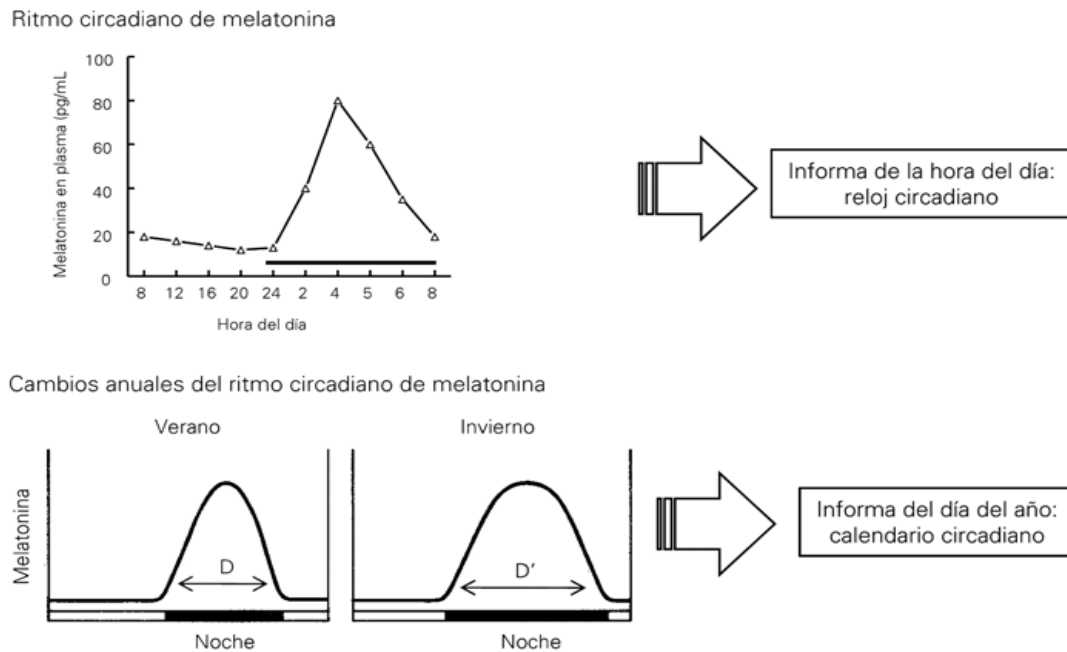 Ritmo circadiano de melatonina
Melatonina en plasma (pg/mL
100
80
60
40
20
0
8 12 16 20 24 2 4 5 6 8
Hora del día
Informa de la hora del día:
reloj circadiano
Cambios anuales del ritmo circadiano de melatonina
Verano
Invierno
Melatonina
D
D'
Noche
Noche
Informa del día del año:
calendario circadiano